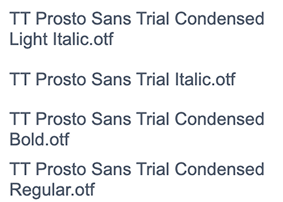 TT Prosto Sans Trial Condensed
Light Italic.otf
TT Prosto Sans Trial Italic.otf
TT Prosto Sans Trial Condensed
Bold.otf
TT Prosto Sans Trial Condensed
Regular.otf